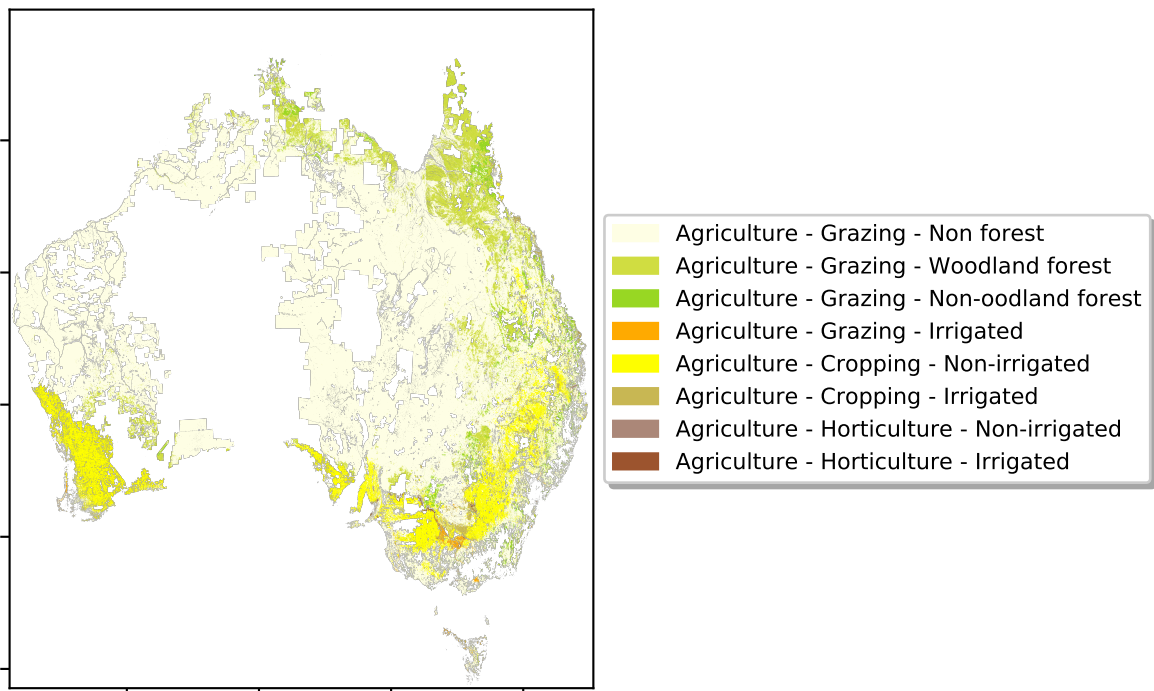 Agriculture - Grazing - Non forest
Agriculture - Grazing - Woodland forest
Agriculture - Grazing - Non-oodland forest
Agriculture - Grazing - Irrigated
Agriculture - Cropping - Non-irrigated
Agriculture - Cropping - Irrigated
Agriculture - Horticulture - Non-irrigated
Agriculture - Horticulture - Irrigated